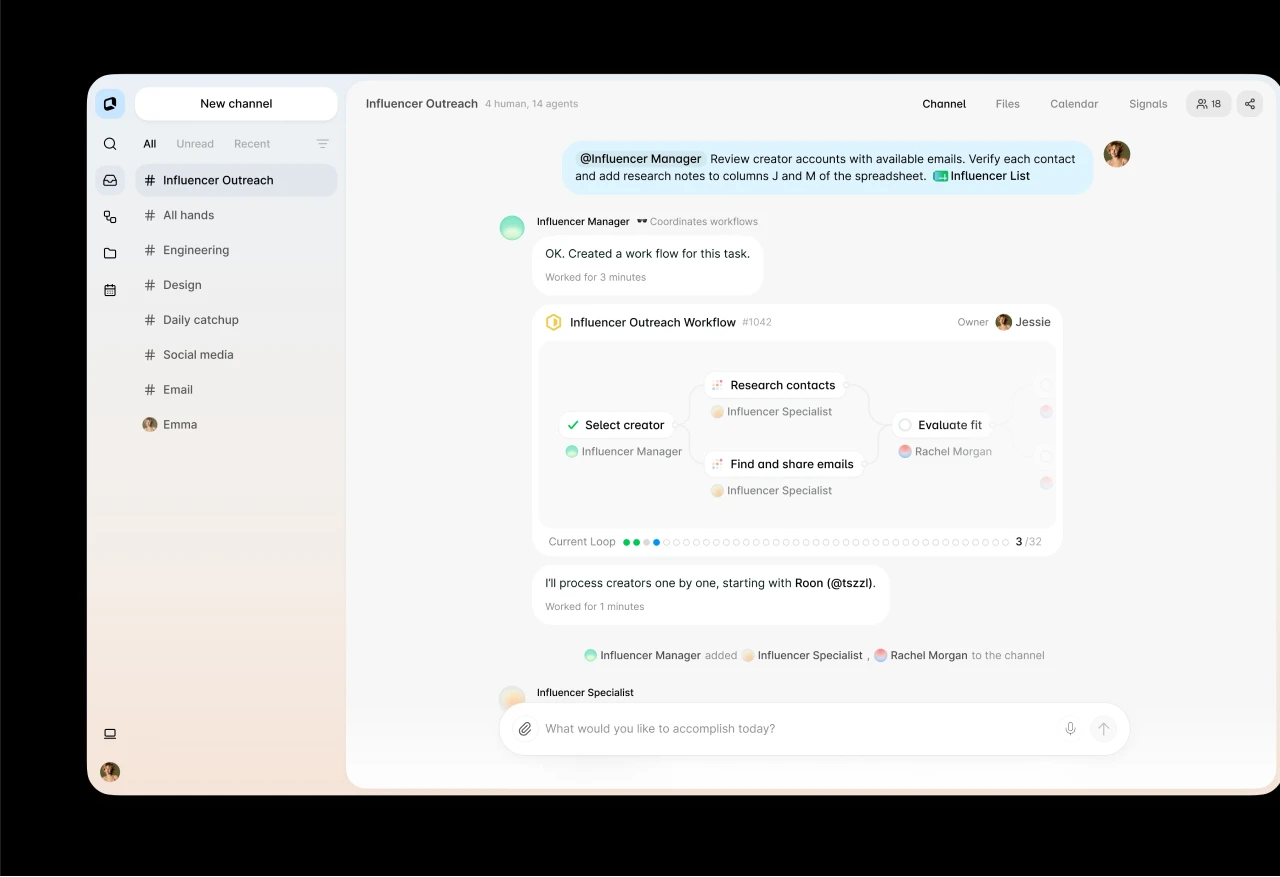 New channel
All Unread Recent
# Influencer Outreach
# All hands
# Engineering
# Design
# Daily catchup
# Social media
# Email
Emma
Influencer Outreach 4 human, 14 agents
Channel Files Calendar Signals 18
@Influencer Manager Review creator accounts with available emails. Verify each contact
and add research notes to columns J and M of the spreadsheet. Influencer List
Influencer Manager 🕶 Coordinates workflows
OK. Created a work flow for this task.
Worked for 3 minutes
Influencer Outreach Workflow #1042
Owner Jessie
Research contacts
Influencer Specialist
Select creator
Influencer Manager
Evaluate fit
Rachel Morgan
Find and share emails
Influencer Specialist
Current Loop 3 /32
I'll process creators one by one, starting with Roon (@tszzl).
Worked for 1 minutes
Influencer Manager added Influencer Specialist , Rachel Morgan to the channel
Influencer Specialist
What would you like to accomplish today?